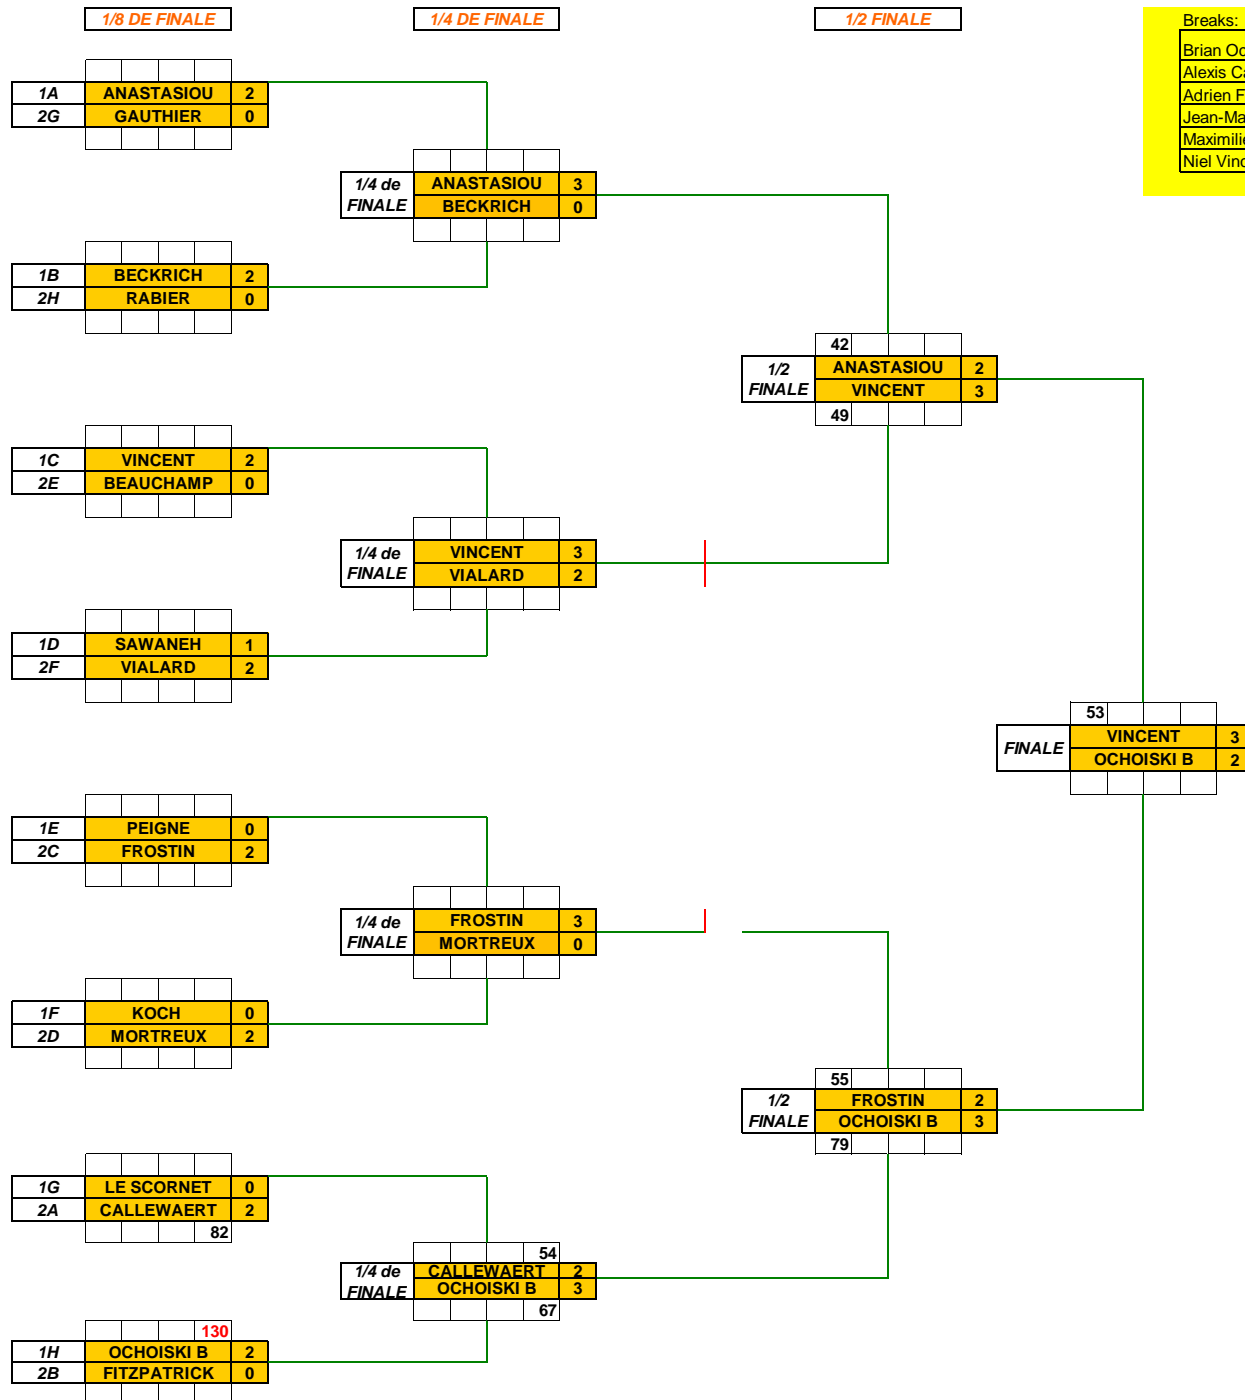 1/8 DE FINALE
1/4 DE FINALE
1/2 FINALE
Breaks:
Brian
Alexis
Adrien
Niel
1A ANASTASIOU 2
2G GAUTHIER 0
1/4 de FINALE
ANASTASIOU 3
BECKRICH 0
1B BECKRICH 2
2H RABIER 0
42
1/2 FINALE
ANASTASIOU 2
VINCENT 3
49
1C VINCENT 2
2E BEAUCHAMP 0
1/4 de FINALE
VINCENT 3
VIALARD 2
1D SAWANEH 1
2F VIALARD 2
53
FINALE
VINCENT 3
OCHOISKI B 2
1E PEIGNE 0
2C FROSTIN 2
1/4 de FINALE
FROSTIN 3
MORTREUX 0
1F KOCH 0
2D MORTREUX 2
55
1/2 FINALE
FROSTIN 2
OCHOISKI B 3
79
1G LE SCORNET 0
2A CALLEWAERT 2
82
54
1/4 de FINALE
CALLEWAERT 2
OCHOISKI B 3
67
130
1H OCHOISKI B 2
2B FITZPATRICK 0